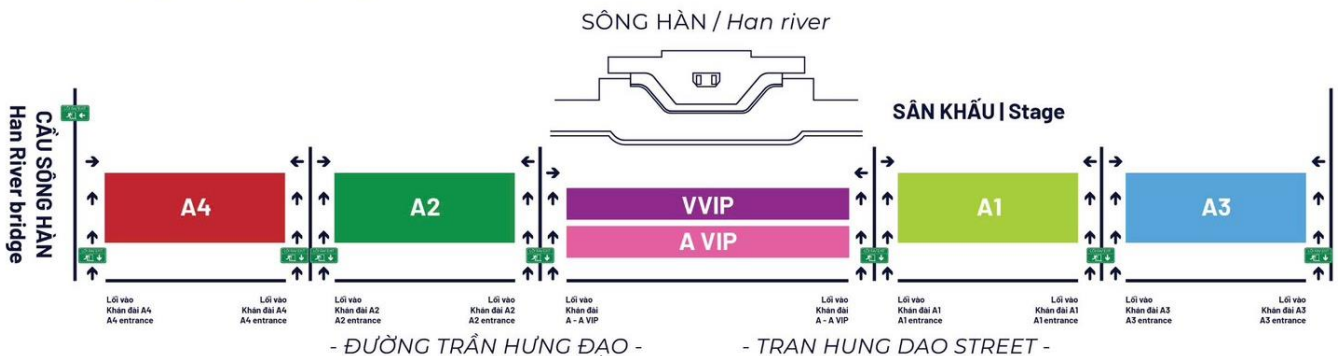 SÔNG HÀN / Han river
SÂN KHẤU | Stage
CẦU SÔNG HÀN
Han River bridge
A4
A2
VVIP
A VIP
A1
A3
Lối vào
Khán đài A4
A4 entrance
Lối vào
Khán đài A4
A4 entrance
Lối vào
Khán đài A2
A2 entrance
Lối vào
Khán đài A2
A2 entrance
Lối vào
Khán đài
A - A VIP
Lối vào
Khán đài
A - A VIP
Lối vào
Khán đài A1
A1 entrance
Lối vào
Khán đài A1
A1 entrance
Lối vào
Khán đài A3
A3 entrance
Lối vào
Khán đài A3
A3 entrance
- ĐƯỜNG TRẦN HƯNG ĐẠO -
- TRAN HUNG DAO STREET -